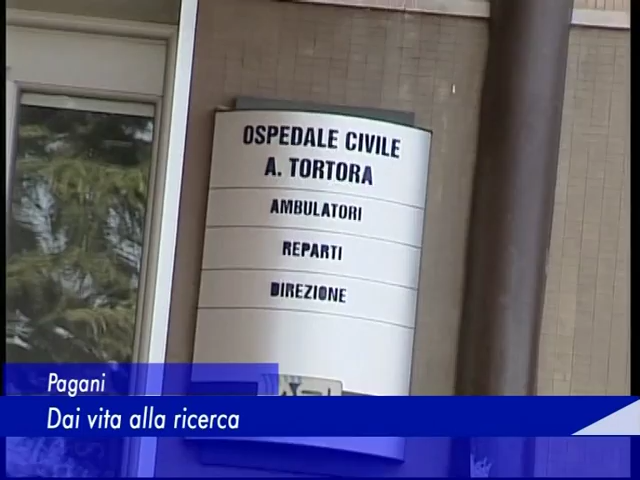 OSPEDALE CIVILE
A. TORTORA
AMBULATORI
REPARTI
DIREZIONE
Pagani
Dai vita alla ricerca